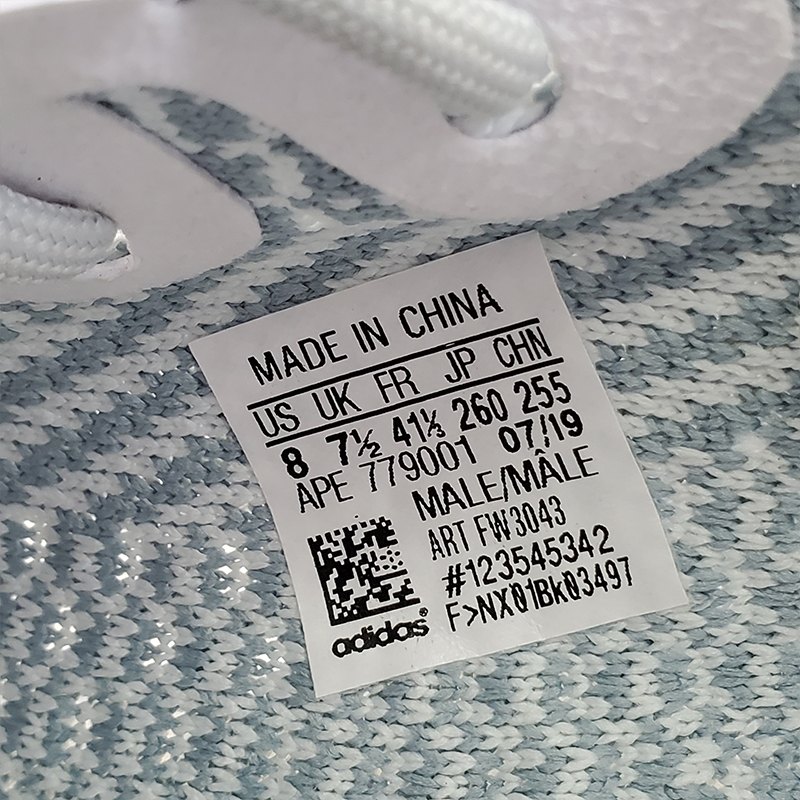 MADE IN CHINA
US UK FR JP CHN
8 7½ 41⅓ 260 255
APE 779001 07/19
MALE/MÂLE
ART FW3043
#123545342
F>NX01Bk03497
adidas®